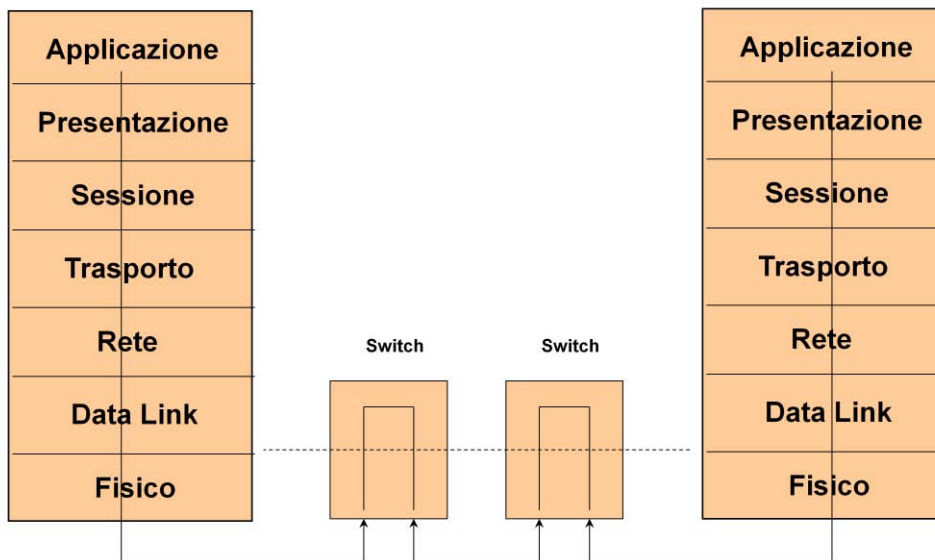 Applicazione
Presentazione
Sessione
Trasporto
Rete
Data Link
Fisico
Switch
Switch
Applicazione
Presentazione
Sessione
Trasporto
Rete
Data Link
Fisico